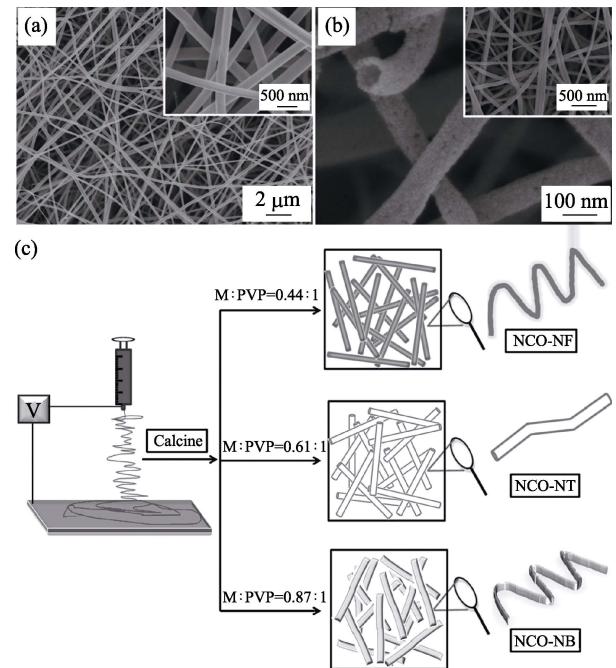 (a)
500 nm
2 μm
(b)
500 nm
100 nm
(c)
M∶PVP=0.44∶1
NCO-NF
V
Calcine
M∶PVP=0.61∶1
NCO-NT
M∶PVP=0.87∶1
NCO-NB